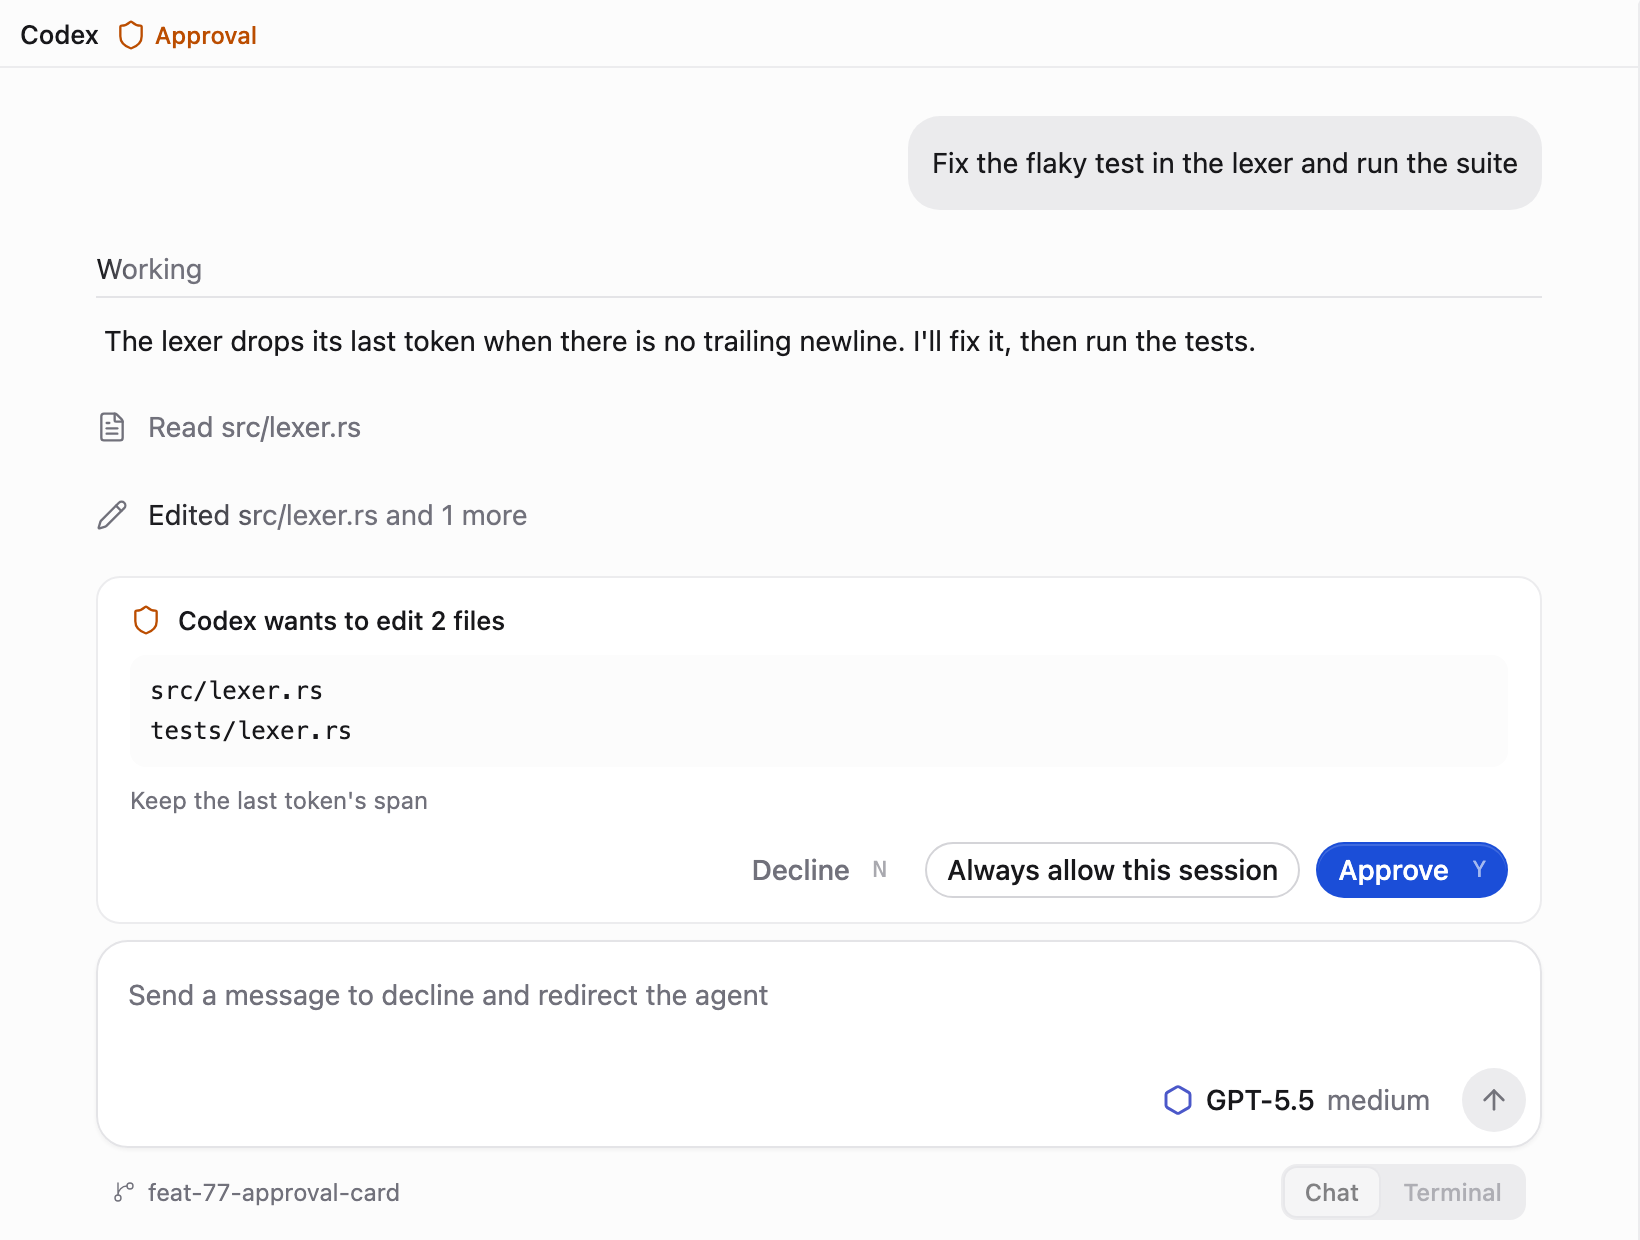 Codex Approval
Fix the flaky test in the lexer and run the suite
Working
The lexer drops its last token when there is no trailing newline. I'll fix it, then run the tests.
Read src/lexer.rs
Edited src/lexer.rs and 1 more
Codex wants to edit 2 files
src/lexer.rs
tests/lexer.rs
Keep the last token's span
Decline N Always allow this session Approve Y
Send a message to decline and redirect the agent
GPT-5.5 medium
feat-77-approval-card Chat Terminal